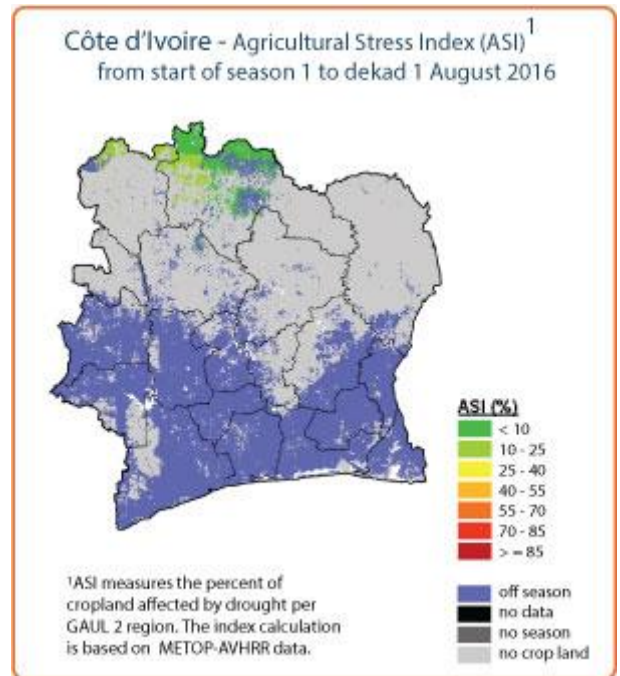 Côte d'Ivoire - Agricultural Stress Index (ASI)1
from start of season 1 to dekad 1 August 2016
ASI (%)
< 10
10 - 25
25 - 40
40 - 55
55 - 70
70 - 85
> = 85
off season
no data
no season
no crop land
1ASI measures the percent of
cropland affected by drought per
GAUL 2 region. The index calculation
is based on METOP-AVHRR data.